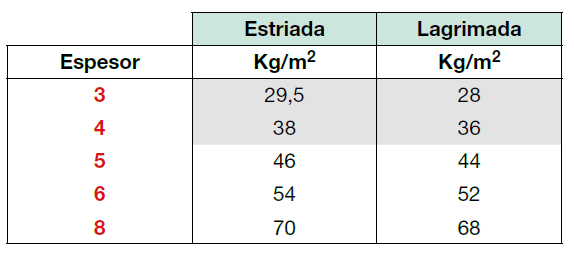 Estriada Lagrimada
Espesor Kg/m² Kg/m²
3 29,5 28
4 38 36
5 46 44
6 54 52
8 70 68